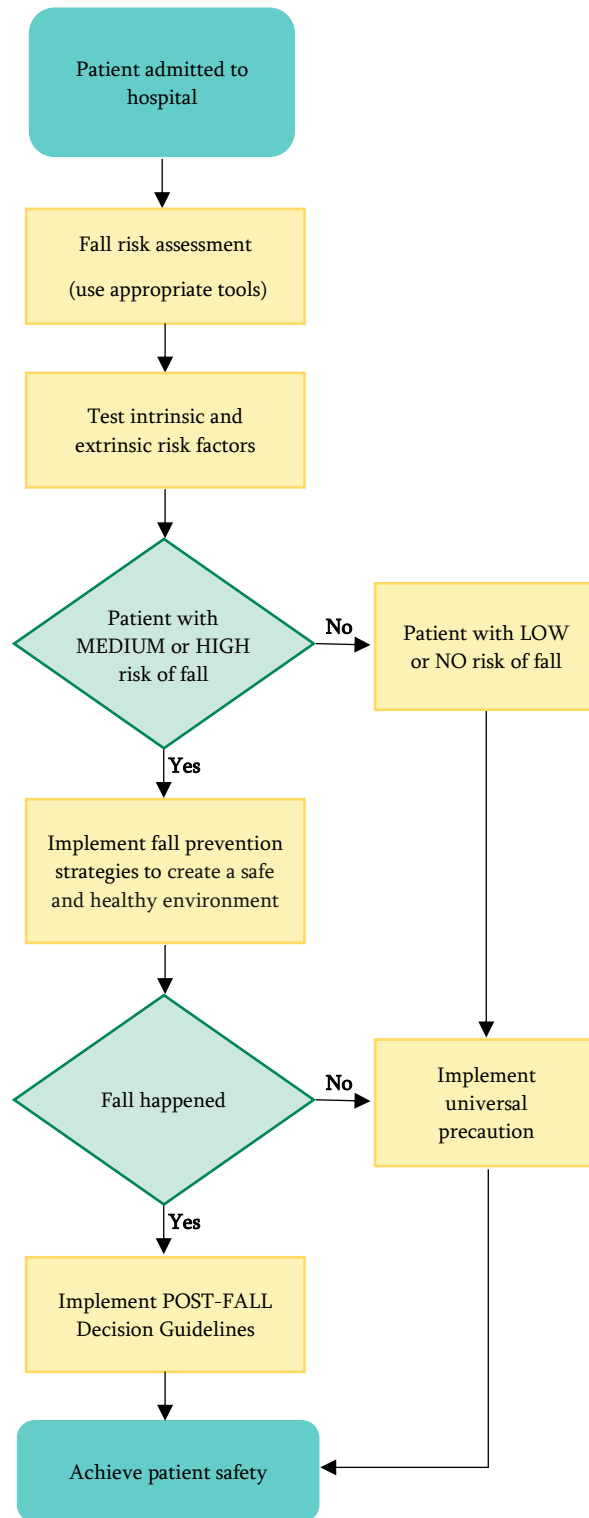 Patient admitted to
hospital
Fall risk assessment
(use appropriate tools)
Test intrinsic and
extrinsic risk factors
Patient with
MEDIUM or HIGH
risk of fall
No
Patient with LOW
or NO risk of fall
Yes
Implement fall prevention
strategies to create a safe
and healthy environment
Fall happened
No
Implement
universal
precaution
Yes
Implement POST-FALL
Decision Guidelines
Achieve patient safety